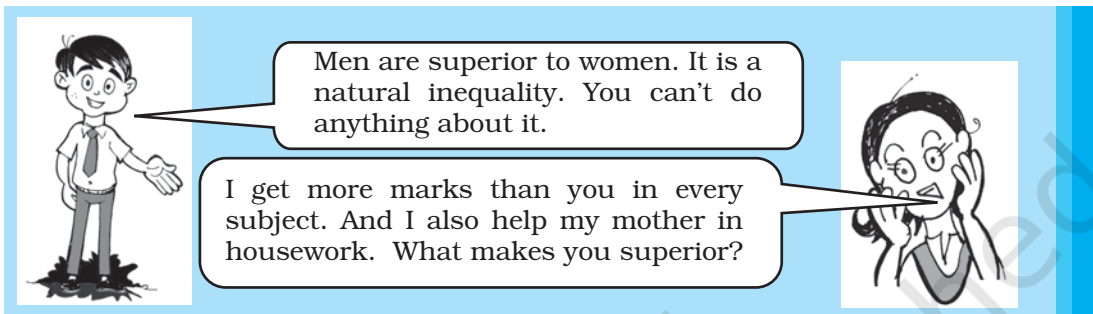 Men are superior to women. It is a
natural inequality. You can't do
anything about it.
I get more marks than you in every
subject. And I also help my mother in
housework. What makes you superior?